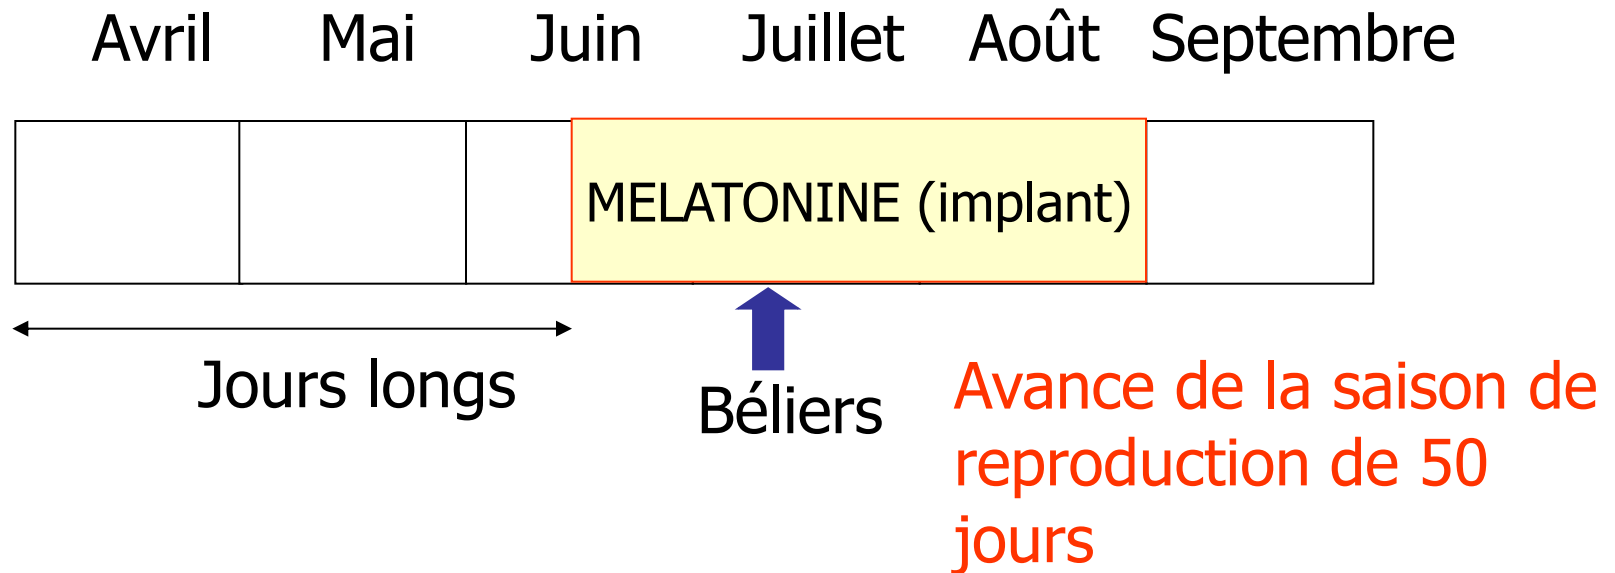 Avril Mai Juin Juillet Août Septembre
MELATONINE (implant)
Jours longs
Béliers
Avance de la saison de
reproduction de 50
jours